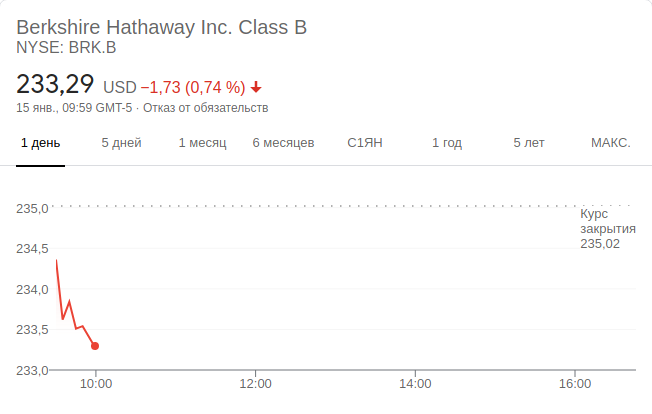 Berkshire Hathaway Inc. Class B
NYSE: BRK.B
233,29 USD −1,73 (0,74 %)
15 янв., 09:59 GMT-5 · Отказ от обязательств
1 день 5 дней 1 месяц 6 месяцев С1ЯН 1 год 5 лет МАКС.
235,0
Курс
закрытия
235,02
234,5
234,0
233,5
233,0
10:00 12:00 14:00 16:00